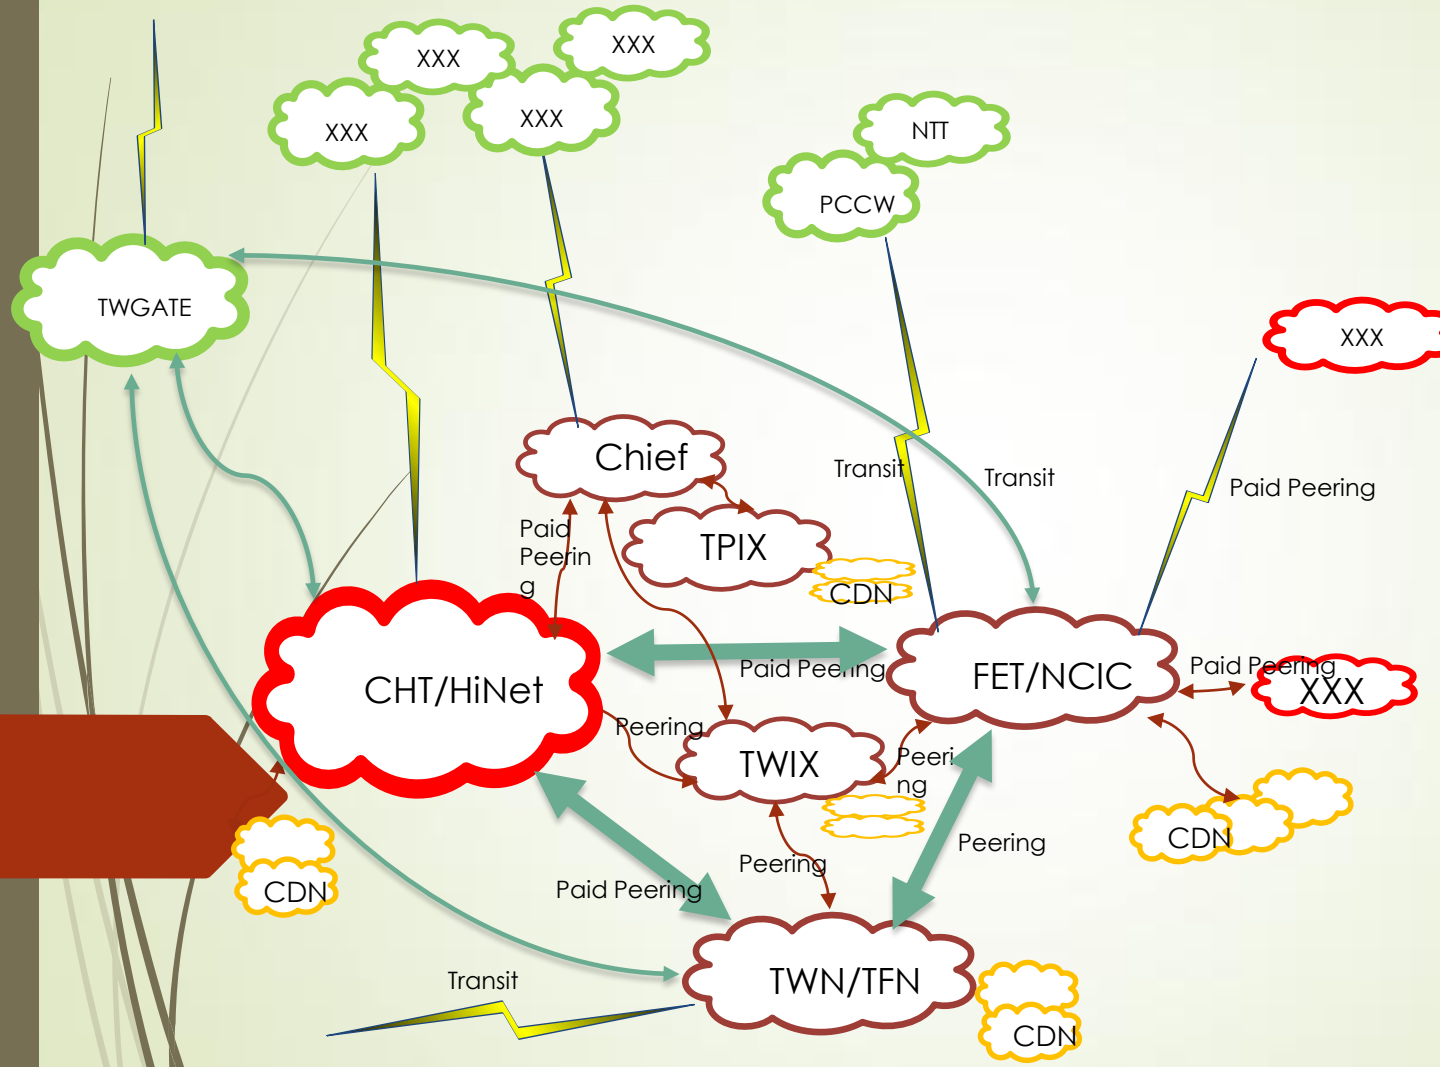 XXX
XXX
XXX
XXX
NTT
PCCW
TWGATE
XXX
Chief
Transit
Transit
Paid Peering
Paid
Peerin
g
TPIX
CDN
Paid Peering
Paid Peering
CHT/HiNet
FET/NCIC
XXX
Peering
TWIX
Peeri
ng
CDN
Peering
Peering
CDN
Paid Peering
Transit
TWN/TFN
CDN